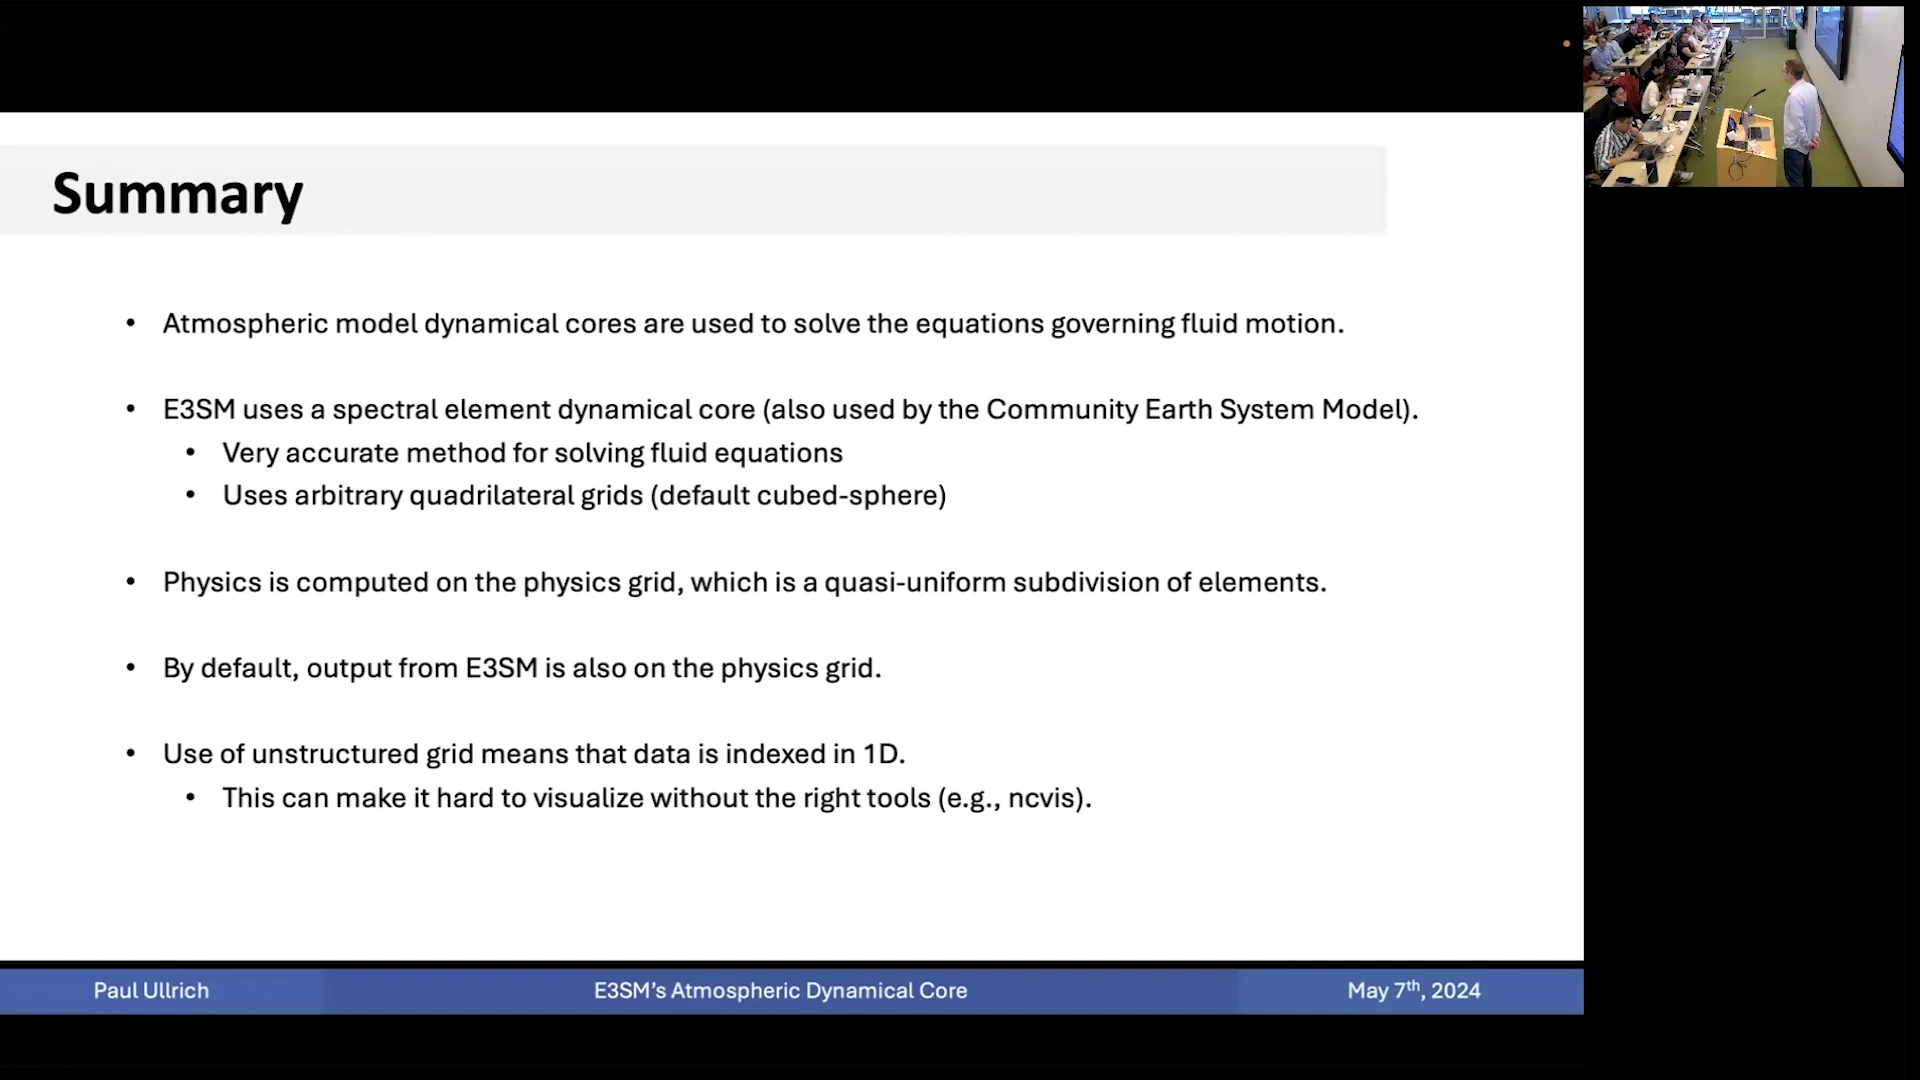 Summary
• Atmospheric model dynamical cores are used to solve the equations governing fluid motion.
• E3SM uses a spectral element dynamical core (also used by the Community Earth System Model).
• Very accurate method for solving fluid equations
• Uses arbitrary quadrilateral grids (default cubed-sphere)
• Physics is computed on the physics grid, which is a quasi-uniform subdivision of elements.
• By default, output from E3SM is also on the physics grid.
• Use of unstructured grid means that data is indexed in 1D.
• This can make it hard to visualize without the right tools (e.g., ncvis).
Paul Ullrich
E3SM’s Atmospheric Dynamical Core
May 7th, 2024